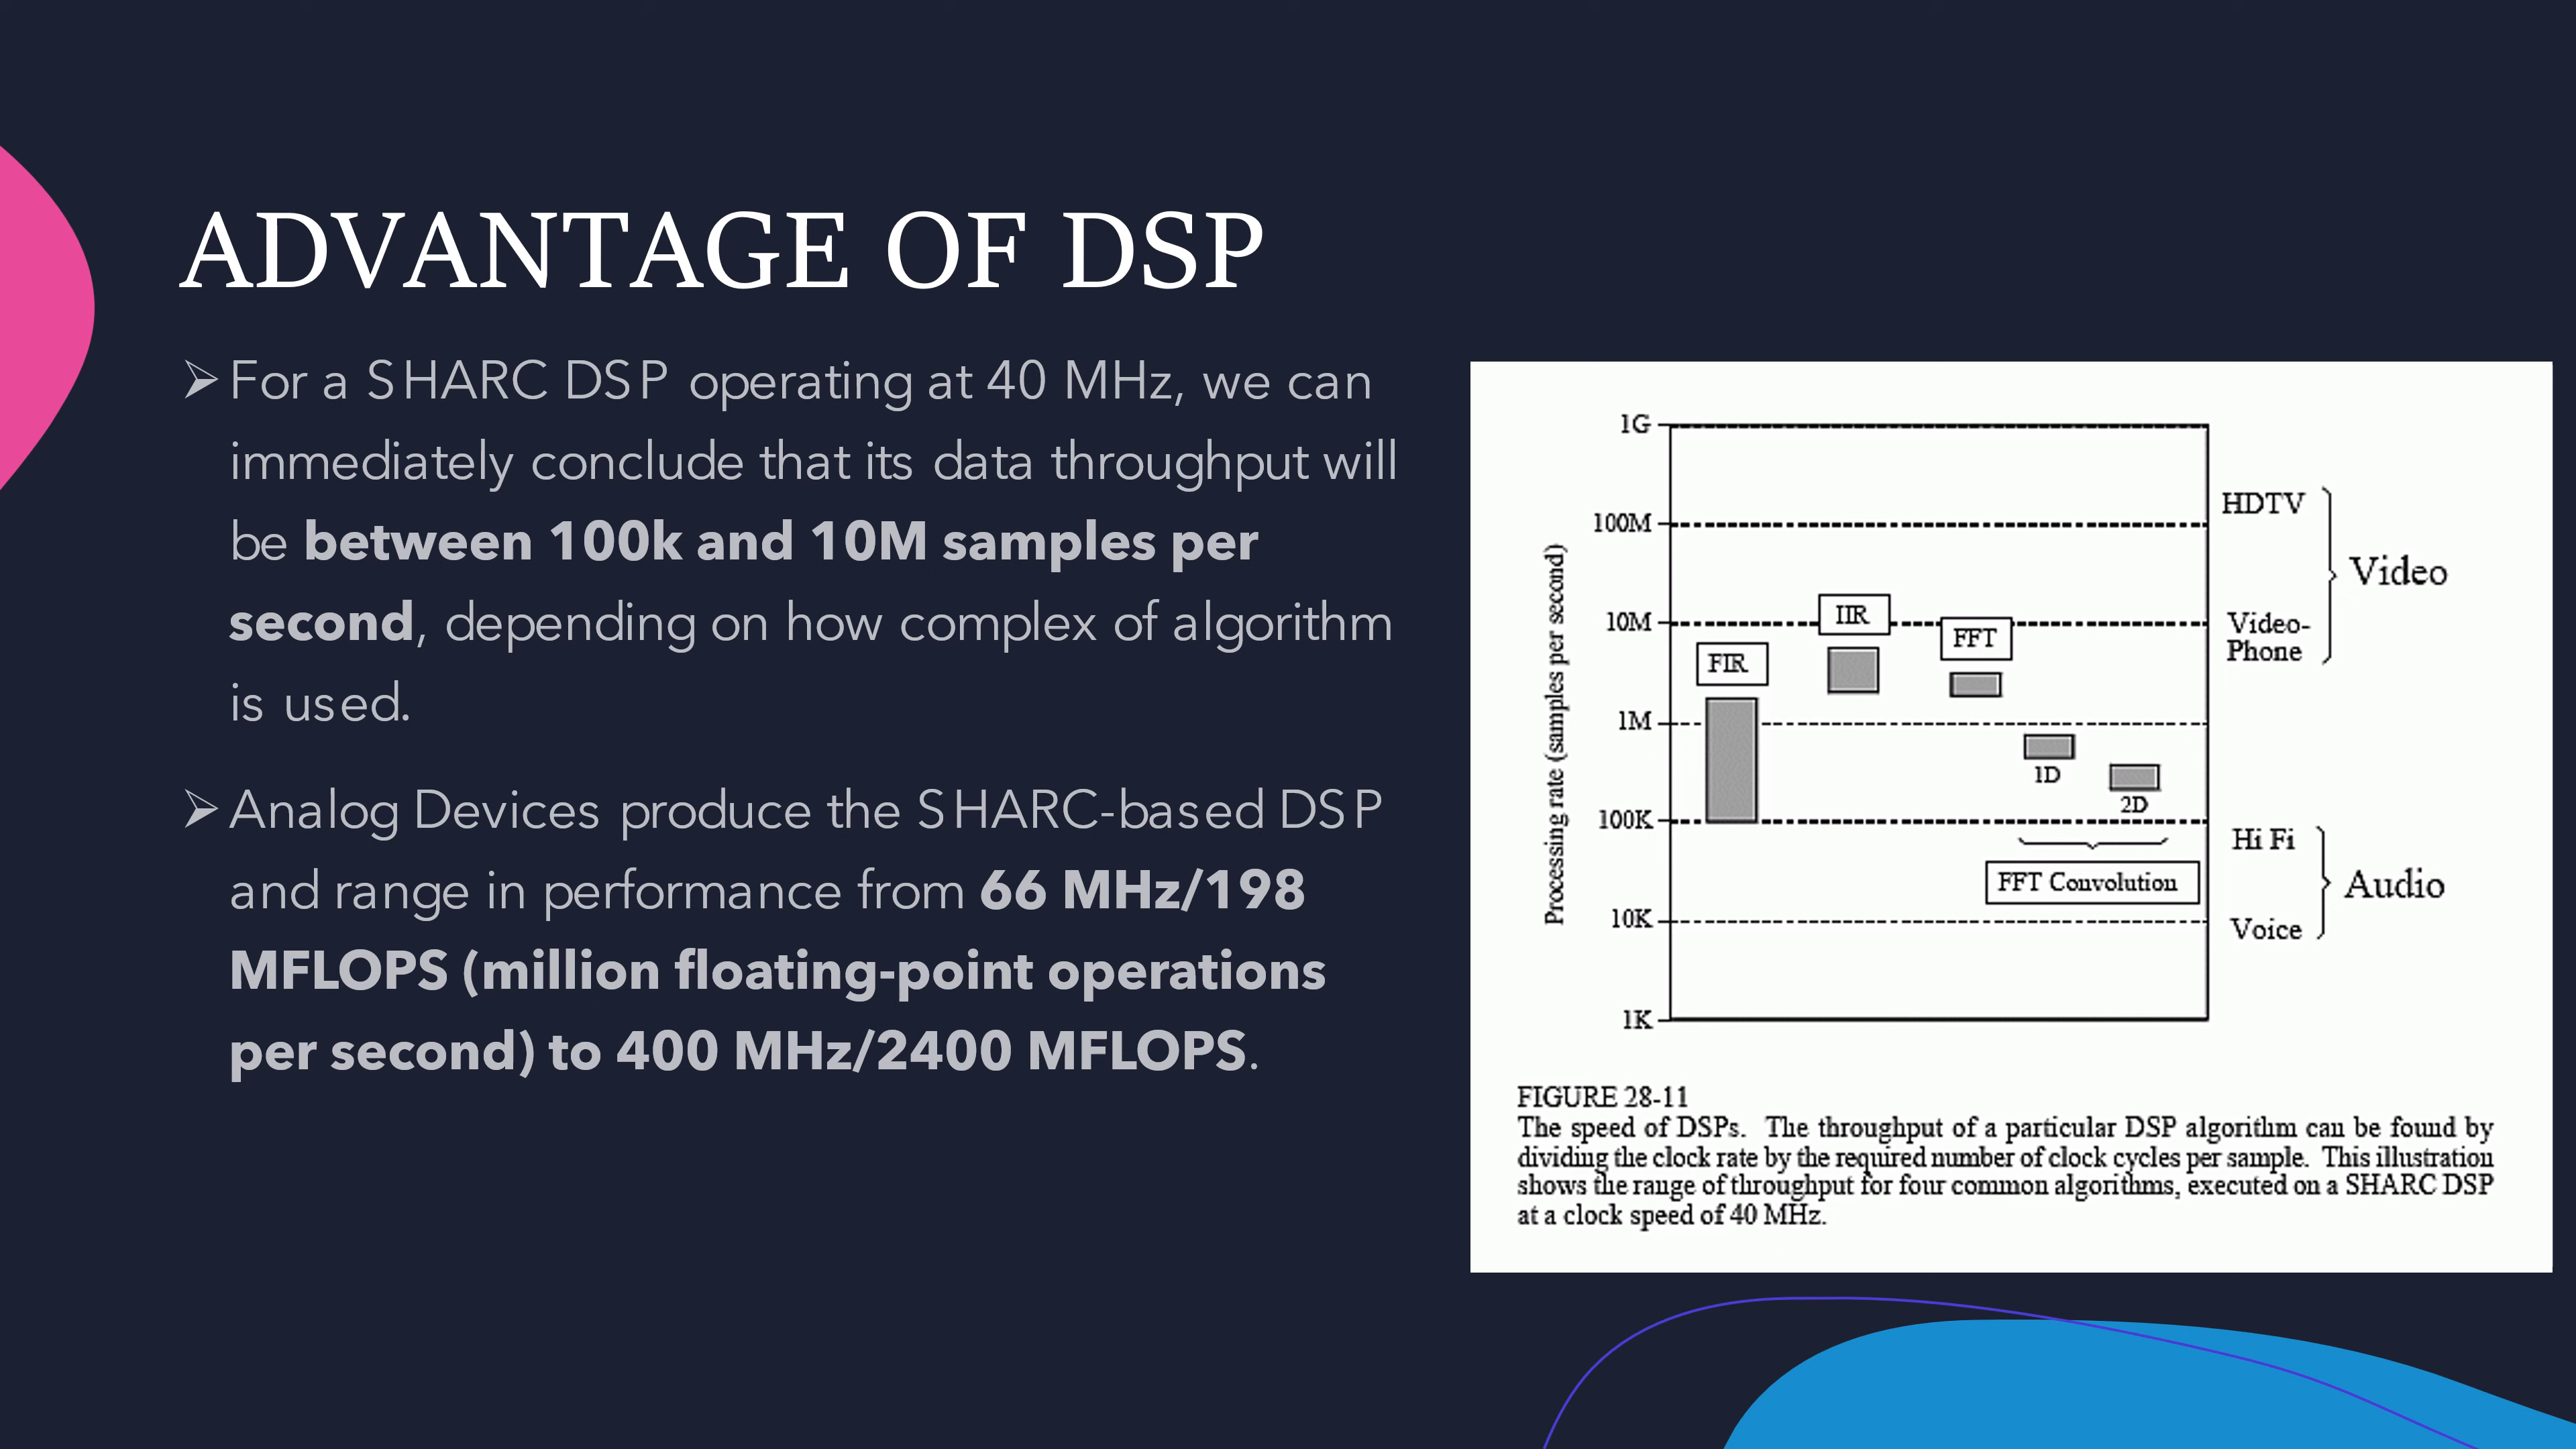 ADVANTAGE OF DSP
➢For a SHARC DSP operating at 40 MHz, we can
immediately conclude that its data throughput will
be between 100k and 10M samples per
second, depending on how complex of algorithm
is used.
➢Analog Devices produce the SHARC-based DSP
and range in performance from 66 MHz/198
MFLOPS (million floating-point operations
per second) to 400 MHz/2400 MFLOPS.
Processing rate (samples per second)
1G
100M
10M
1M
100K
10K
1K
FIR
IIR
FFT
1D
2D
FFT Convolution
HDTV
Video-
Phone
Video
Hi Fi
Voice
Audio
FIGURE 28-11
The speed of DSPs. The throughput of a particular DSP algorithm can be found by
dividing the clock rate by the required number of clock cycles per sample. This illustration
shows the range of throughput for four common algorithms, executed on a SHARC DSP
at a clock speed of 40 MHz.